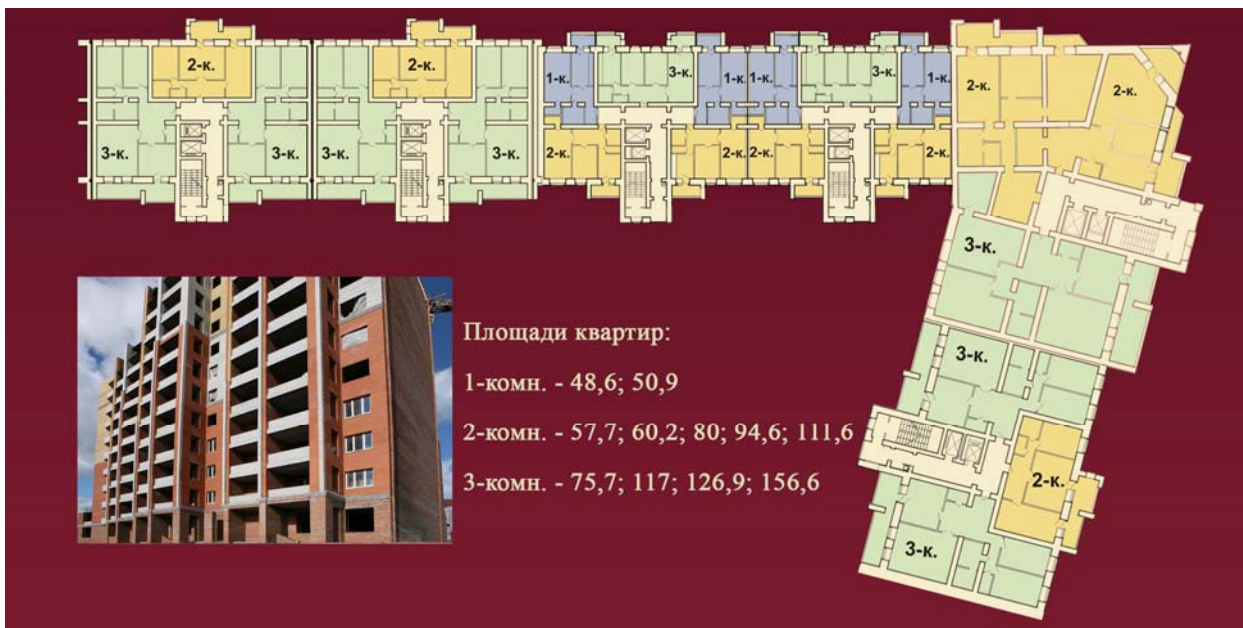 2-к.
2-к.
1-к.
3-к.
1-к.
1-к.
3-к.
1-к.
2-к.
2-к.
3-к.
3-к.
3-к.
3-к.
2-к.
2-к.
2-к.
2-к.
3-к.
3-к.
2-к.
3-к.
Площади квартир:
1-комн. - 48,6; 50,9
2-комн. - 57,7; 60,2; 80; 94,6; 111,6
3-комн. - 75,7; 117; 126,9; 156,6